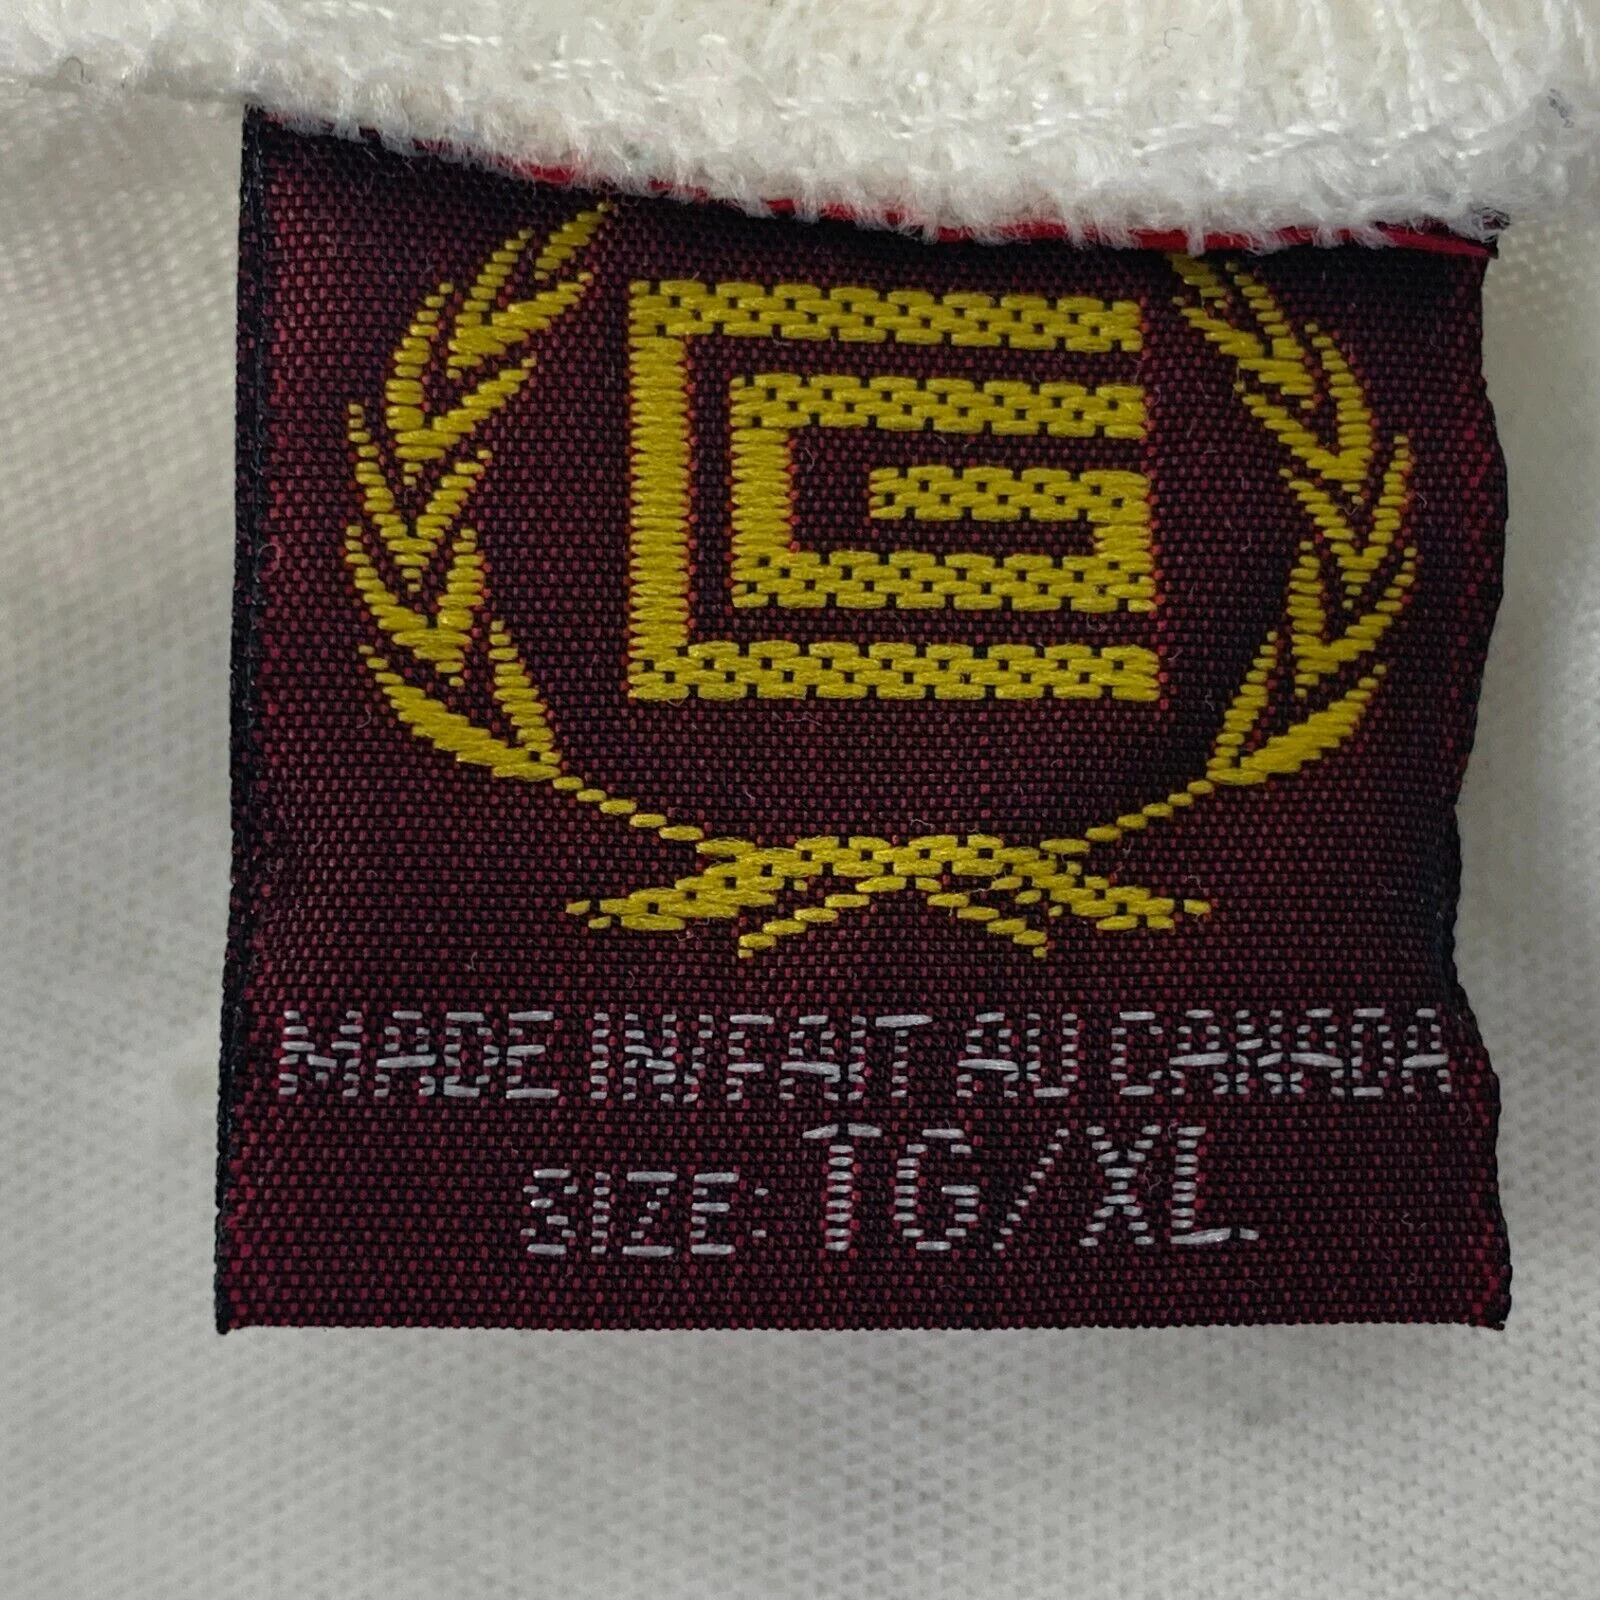 MADE IN/FAIT AU CANADA
SIZE: TG/XL